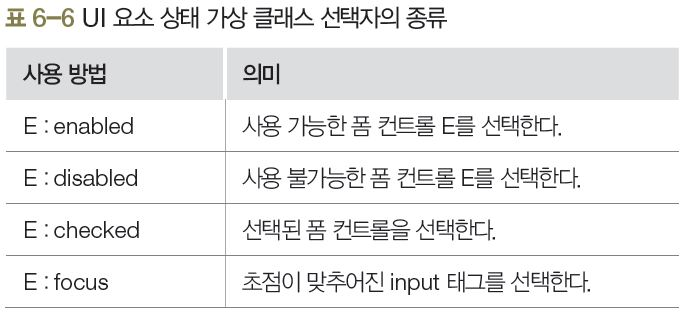 표 6-6 UI 요소 상태 가상 클래스 선택자의 종류
사용 방법 의미
E : enabled 사용 가능한 폼 컨트롤 E를 선택한다.
E : disabled 사용 불가능한 폼 컨트롤 E를 선택한다.
E : checked 선택된 폼 컨트롤을 선택한다.
E : focus 초점이 맞추어진 input 태그를 선택한다.